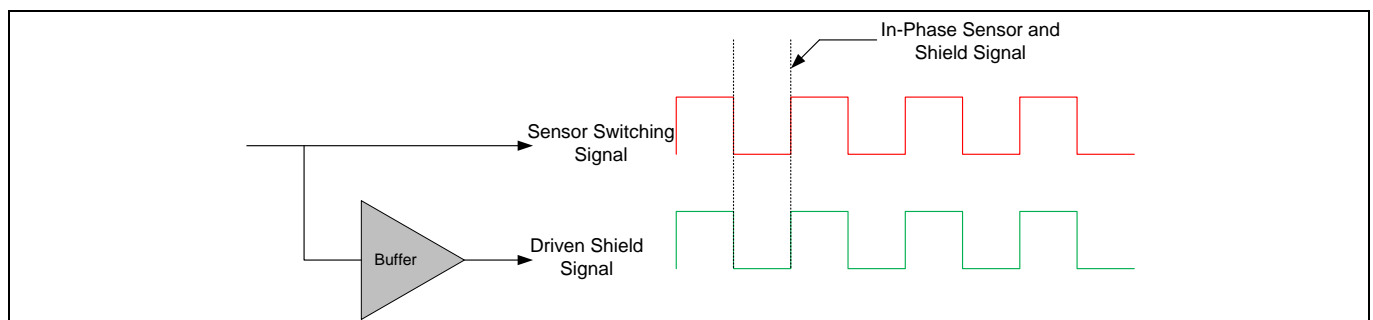 In-Phase Sensor and
Shield Signal
Sensor Switching
Signal
Buffer
Driven Shield
Signal